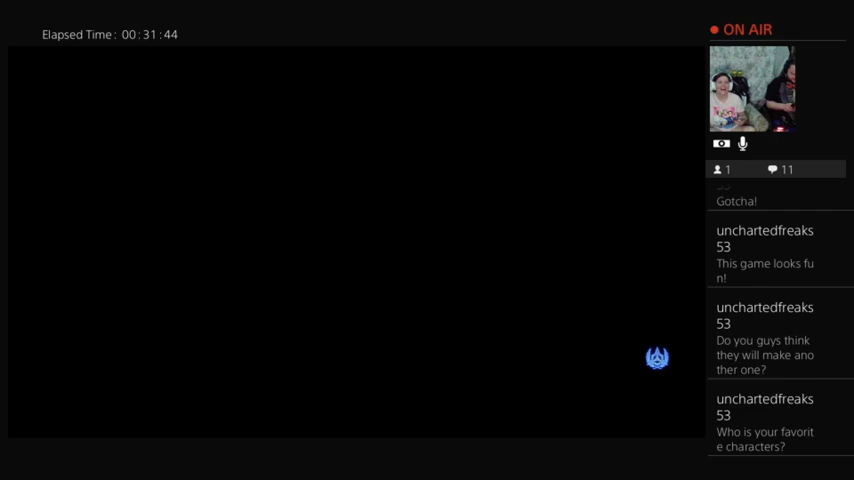 Elapsed Time: 00:31:44
ON AIR
1 11
Gotcha!
unchartedfreaks
53
This game looks fu
n!
unchartedfreaks
53
Do you guys think
they will make ano
ther one?
unchartedfreaks
53
Who is your favorit
e characters?